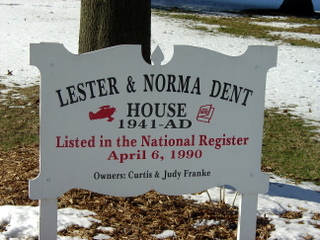 LESTER & NORMA DENT
HOUSE
1941-AD
Listed in the National Register
April 6, 1990
Owners: Curtis & Judy Franke